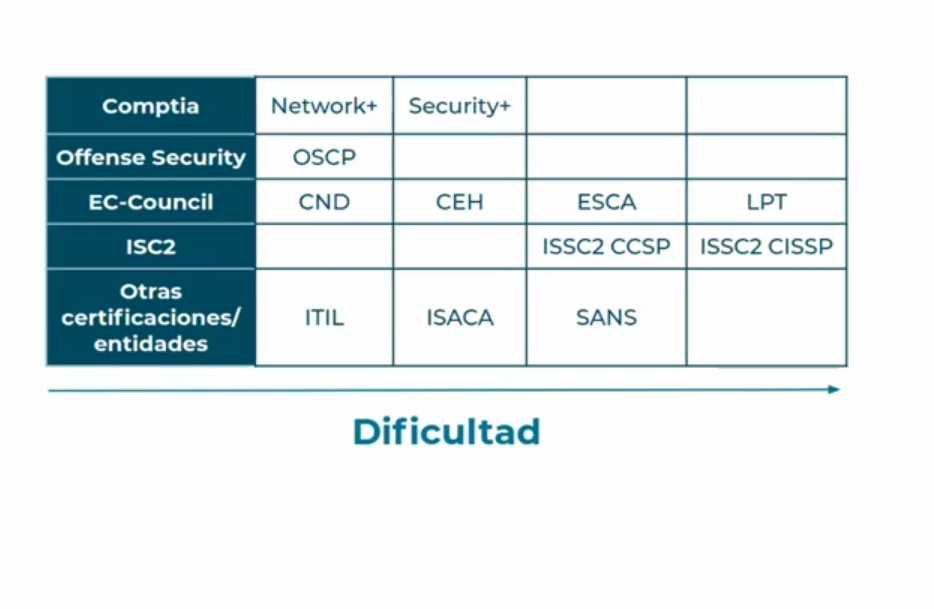 Comptia Network+ Security+
Offense Security OSCP
EC-Council CND CEH ESCA LPT
ISC2 ISSC2 CCSP ISSC2 CISSP
Otras
certificaciones/ ITIL ISACA SANS
entidades
Dificultad